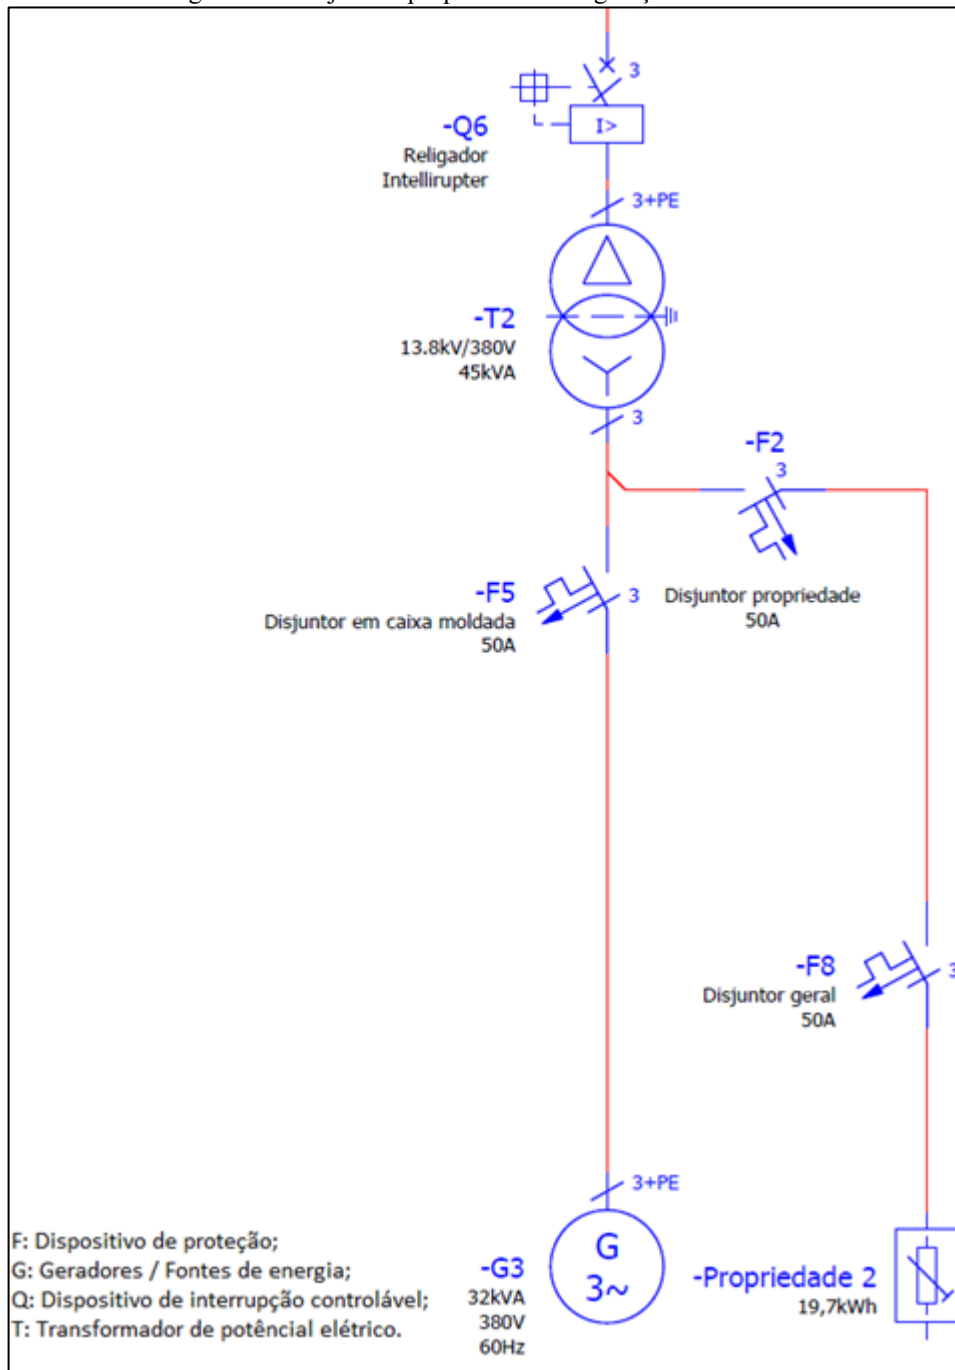 3
-Q6
I>
Religador
Intellirupter
3+PE
-T2
13.8kV/380V
45kVA
3
-F2
3
-F5
3
Disjuntor em caixa moldada
50A
Disjuntor propriedade
50A
-F8
3
Disjuntor geral
50A
3+PE
F: Dispositivo de proteção;
G: Geradores / Fontes de energia;
Q: Dispositivo de interrupção controlável;
T: Transformador de potêncial elétrico.
-G3
32kVA
380V
60Hz
G
3~
-Propriedade 2
19,7kWh